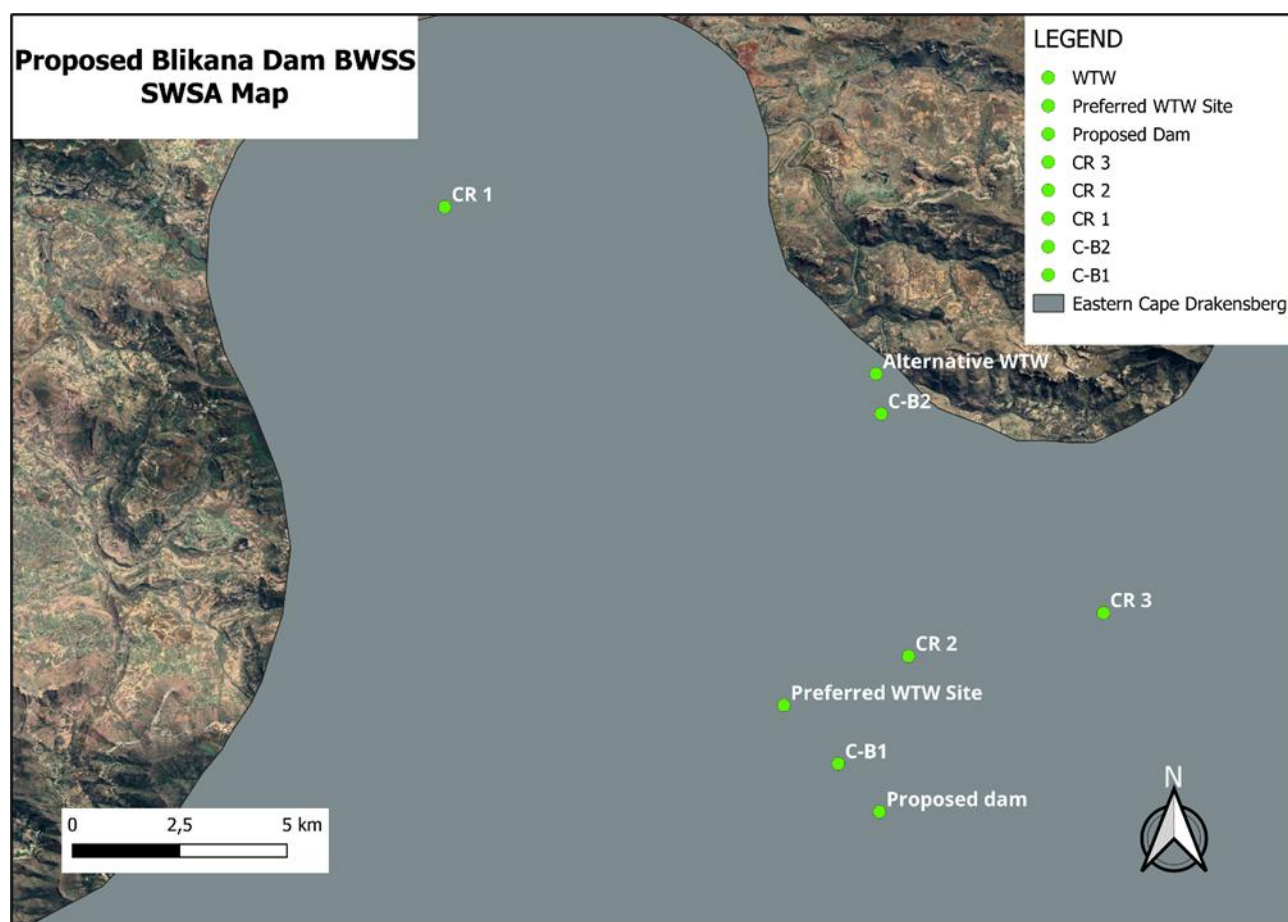 Proposed Blikana Dam BWSS
SWSA Map
LEGEND
WTW
Preferred WTW Site
Proposed Dam
CR 3
CR 2
CR 1
C-B2
C-B1
Eastern Cape Drakensberg
CR 1
Alternative WTW
C-B2
CR 3
CR 2
Preferred WTW Site
C-B1
Proposed dam
N
0 2,5 5 km